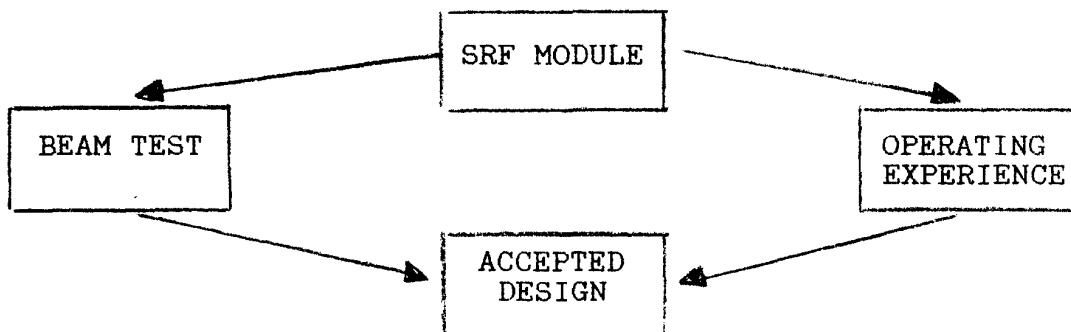 SRF MODULE
BEAM TEST
OPERATING
EXPERIENCE
ACCEPTED
DESIGN